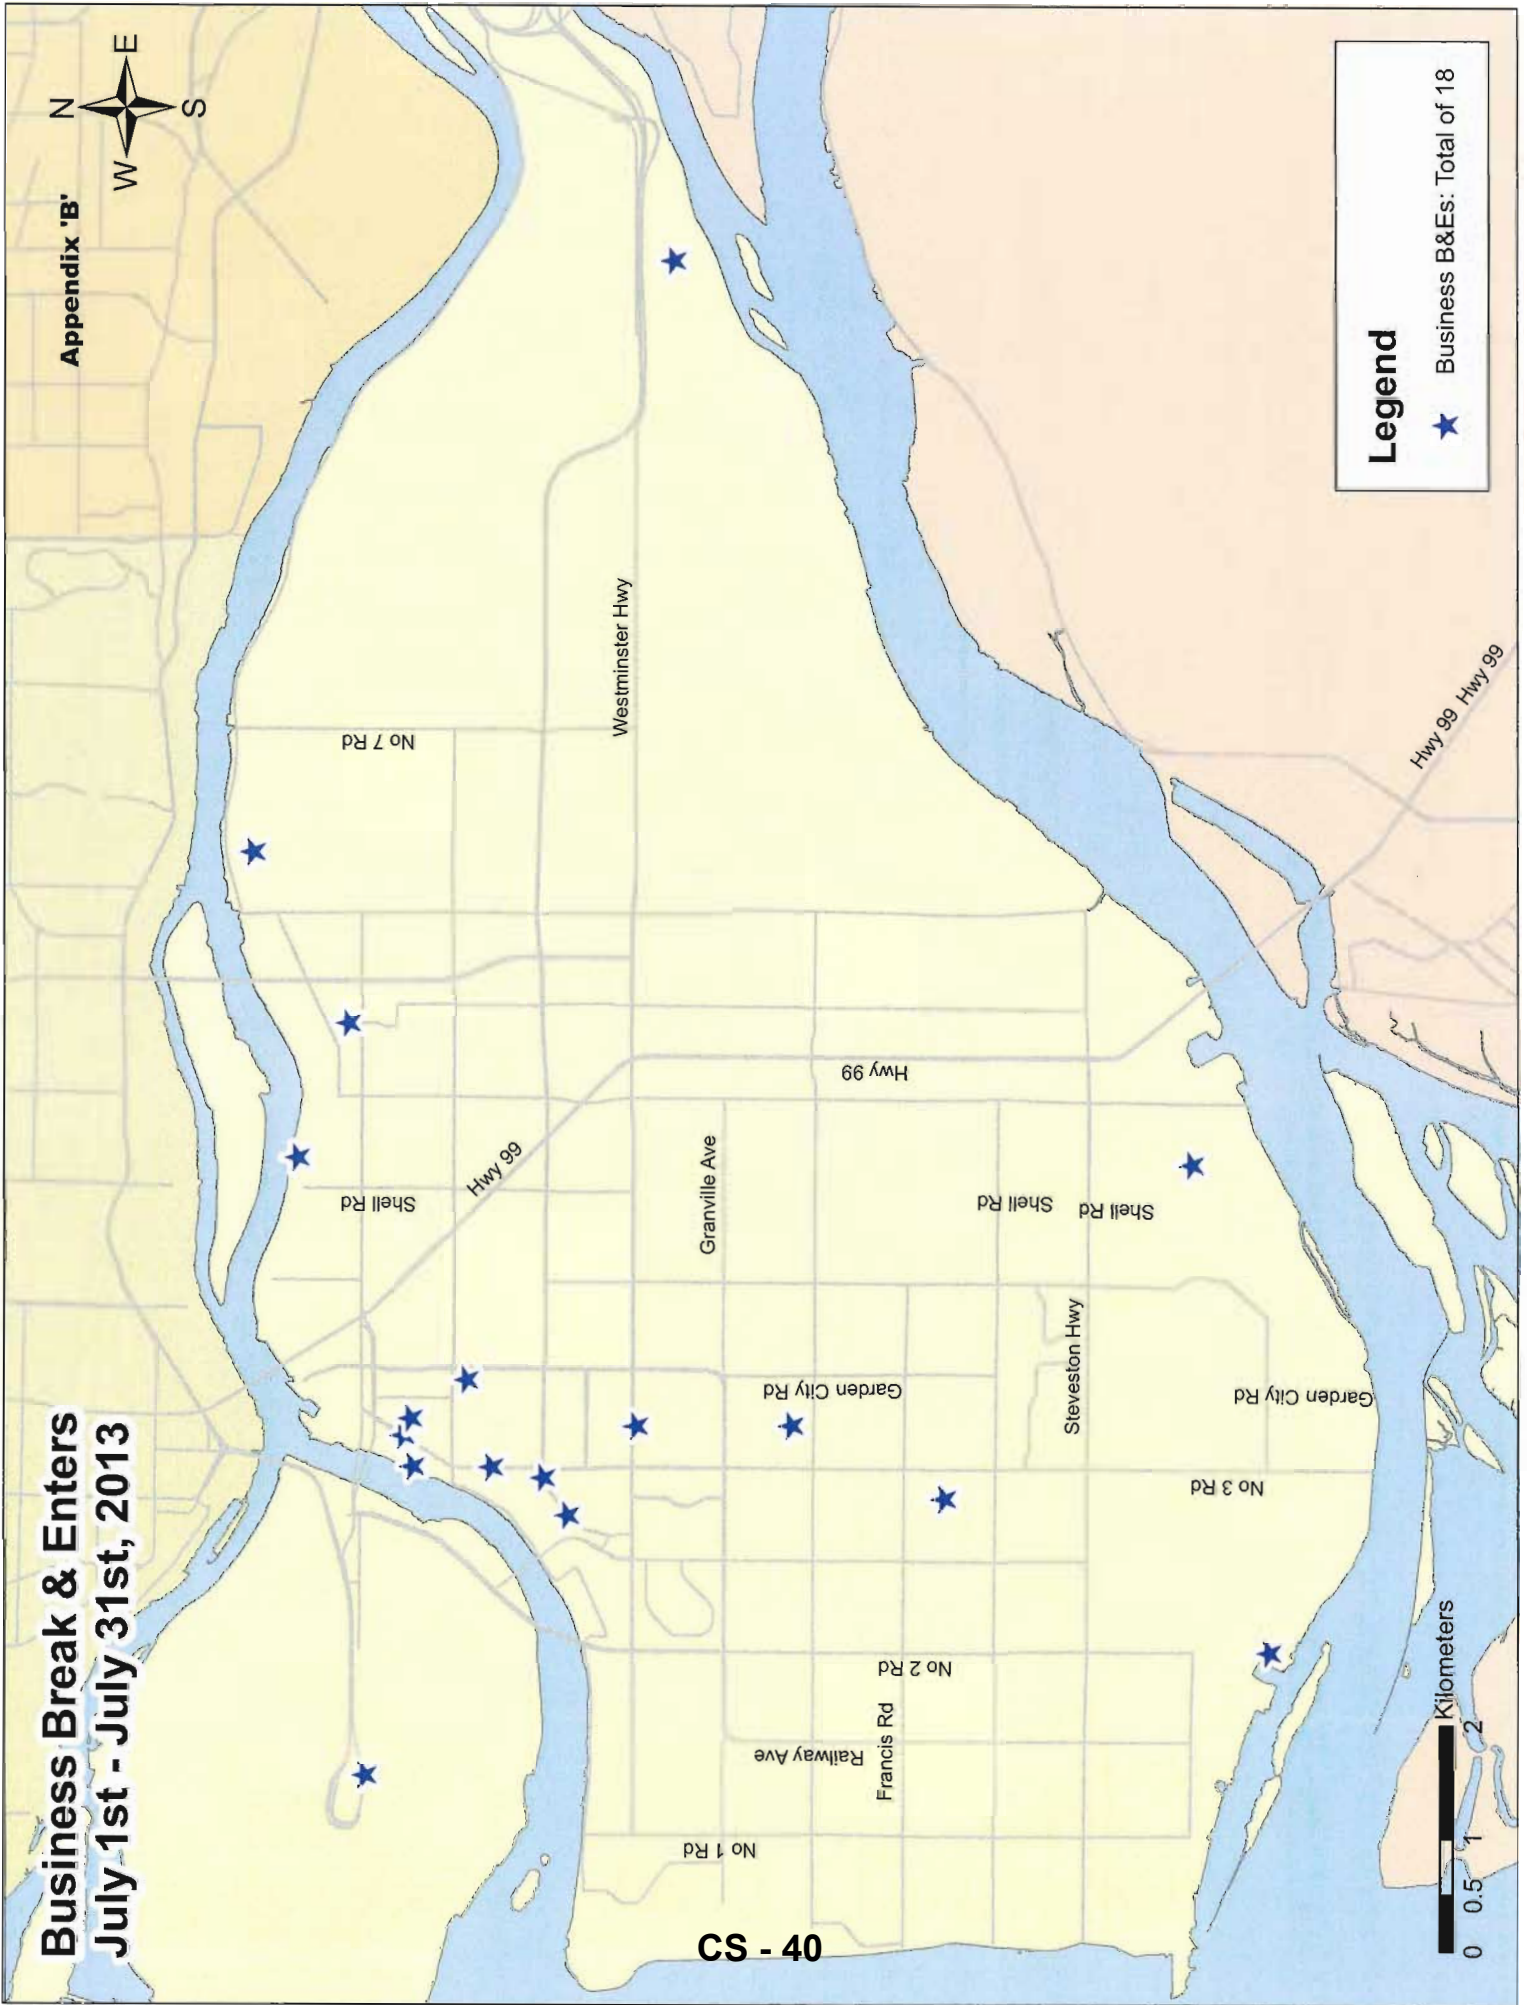 Business Break & Enters
July 1st - July 31st, 2013
Appendix 'B'
N
W
E
S
No 7 Rd
Westminster Hwy
Shell Rd
Hwy 99
Hwy 99
Granville Ave
Shell Rd
Shell Rd
Garden City Rd
Steveston Hwy
Garden City Rd
No 3 Rd
No 2 Rd
Francis Rd
Railway Ave
No 1 Rd
Hwy 99
Hwy 99
Legend
Business B&Es: Total of 18
Kilometers
0 0.5 1 2
CS - 40